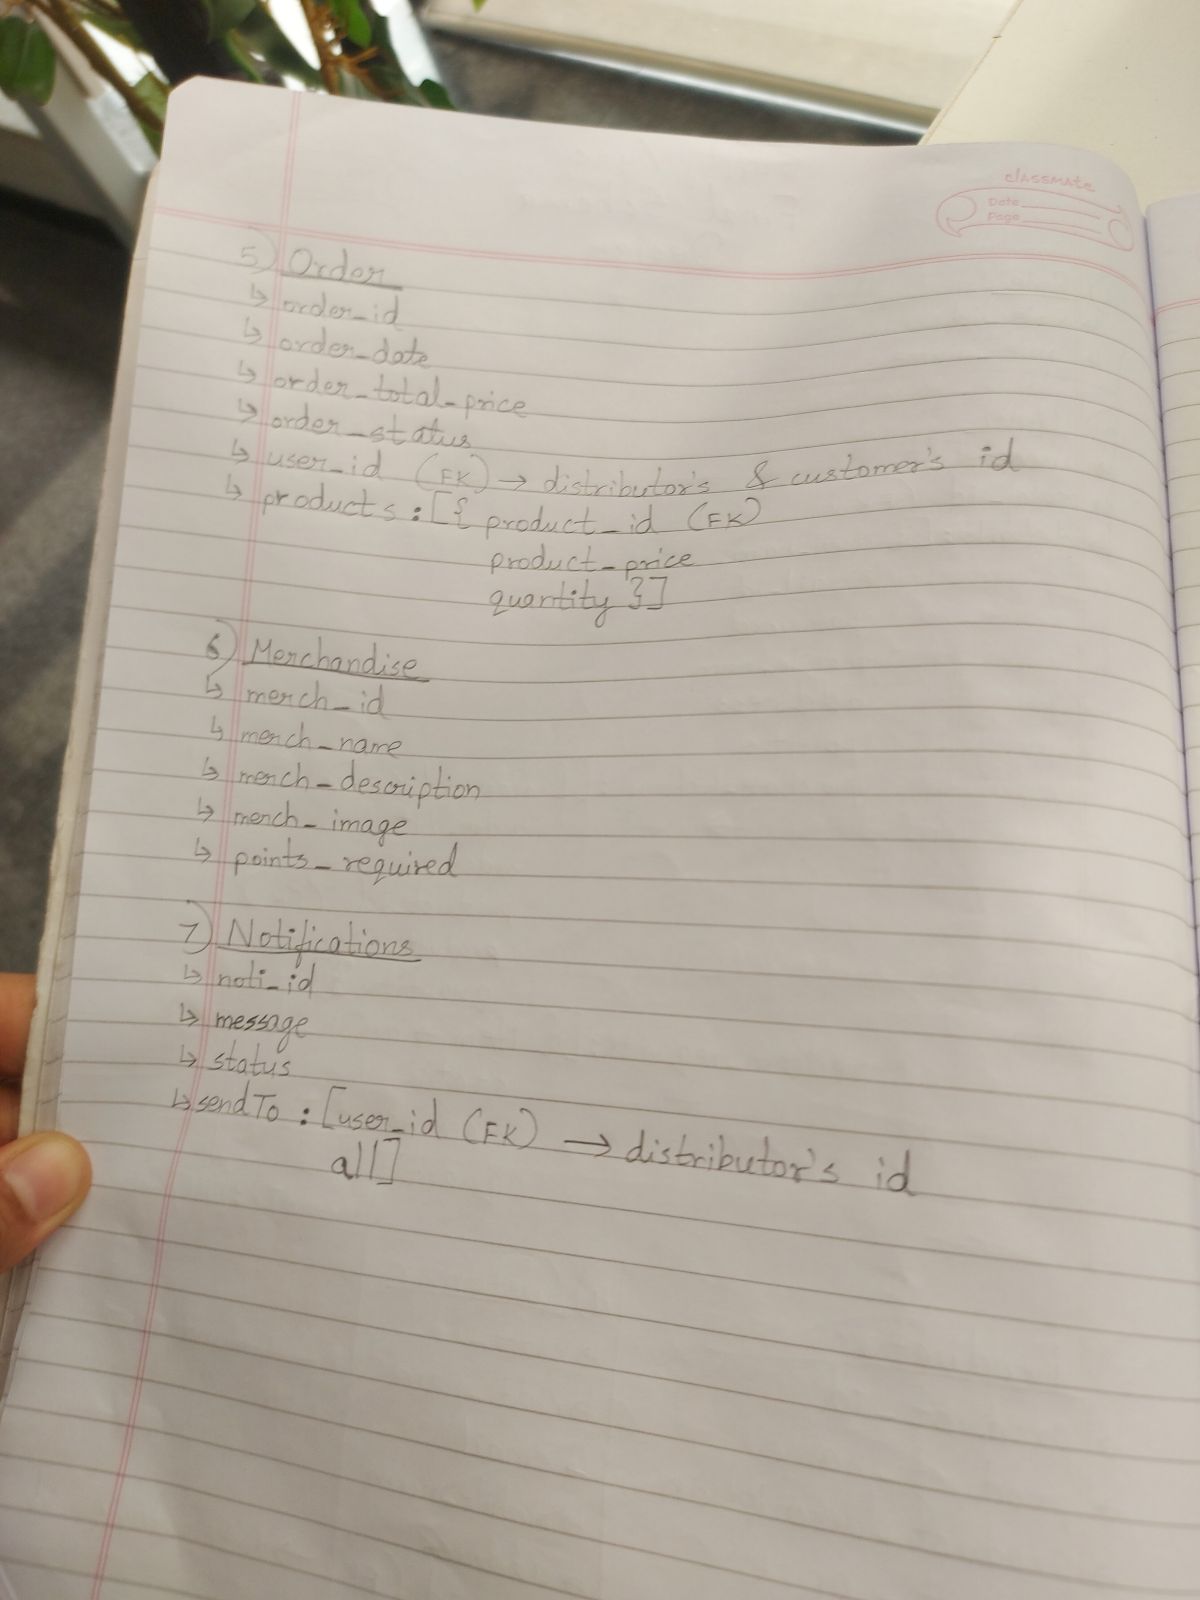 classmate
Date
Page
5) Order
↳ order_id
↳ order_date
↳ order_total_price
↳ order_status
↳ user_id (FK) → distributor's & customer's id
↳ products : [{ product_id (FK)
product_price
quantity }]
6) Merchandise
↳ merch_id
↳ merch_name
↳ merch_description
↳ merch_image
↳ points_required
7) Notifications
↳ noti_id
↳ message
↳ status
↳ sendTo : [user_id (FK) → distributor's id
all]